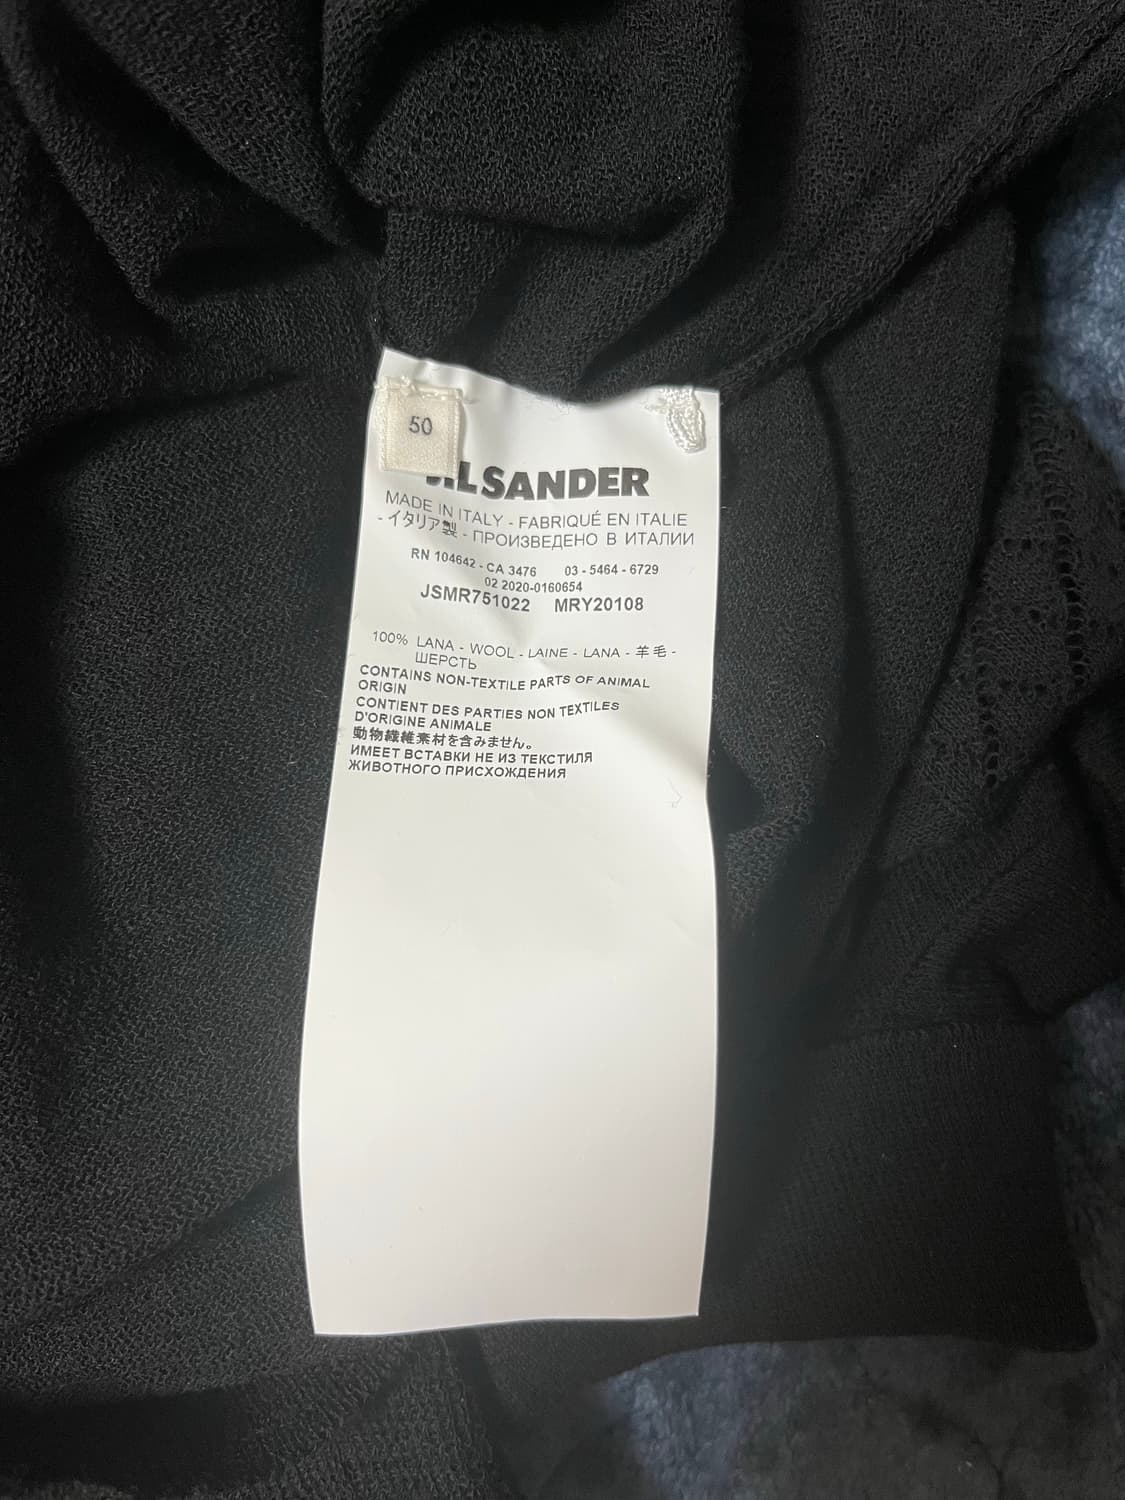 50
JIL SANDER
MADE IN ITALY - FABRIQUÉ EN ITALIE
- イタリア製 - ПРОИЗВЕДЕНО В ИТАЛИИ
RN 104642 - CA 3476 03 - 5464 - 6729
02 2020-0160654
JSMR751022 MRY20108
100% LANA - WOOL - LAINE - LANA - 羊毛 -
ШЕРСТЬ
CONTAINS NON-TEXTILE PARTS OF ANIMAL
ORIGIN
CONTIENT DES PARTIES NON TEXTILES
D'ORIGINE ANIMALE
動物繊維素材を含みません。
ИМЕЕТ ВСТАВКИ НЕ ИЗ ТЕКСТИЛЯ
ЖИВОТНОГО ПРИСХОЖДЕНИЯ